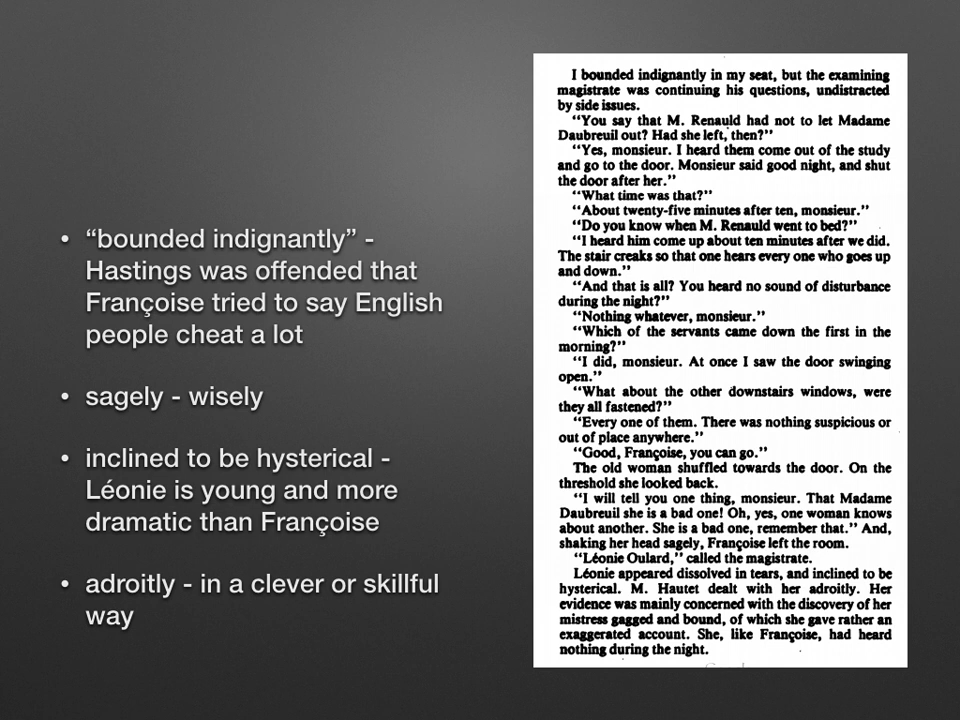 • “bounded indignantly” -
Hastings was offended that
Françoise tried to say English
people cheat a lot
• sagely - wisely
• inclined to be hysterical -
Léonie is young and more
dramatic than Françoise
• adroitly - in a clever or skillful
way
I bounded indignantly in my seat, but the examining
magistrate was continuing his questions, undistracted
by side issues.
“You say that M. Renauld had not to let Madame
Daubreuil out? Had she left, then?”
“Yes, monsieur. I heard them come out of the study
and go to the door. Monsieur said good night, and shut
the door after her.”
“What time was that?”
“About twenty-five minutes after ten, monsieur.”
“Do you know when M. Renauld went to bed?”
“I heard him come up about ten minutes after we did.
The stair creaks so that one hears every one who goes up
and down.”
“And that is all? You heard no sound of disturbance
during the night?”
“Nothing whatever, monsieur.”
“Which of the servants came down the first in the
morning?”
“I did, monsieur. At once I saw the door swinging
open.”
“What about the other downstairs windows, were
they all fastened?”
“Every one of them. There was nothing suspicious or
out of place anywhere.”
“Good, Françoise, you can go.”
The old woman shuffled towards the door. On the
threshold she looked back.
“I will tell you one thing, monsieur. That Madame
Daubreuil she is a bad one! Oh, yes, one woman knows
about another. She is a bad one, remember that.” And,
shaking her head sagely, Françoise left the room.
“Léonie Oulard,” called the magistrate.
Léonie appeared dissolved in tears, and inclined to be
hysterical. M. Hautet dealt with her adroitly. Her
evidence was mainly concerned with the discovery of her
mistress gagged and bound, of which she gave rather an
exaggerated account. She, like Françoise, had heard
nothing during the night.